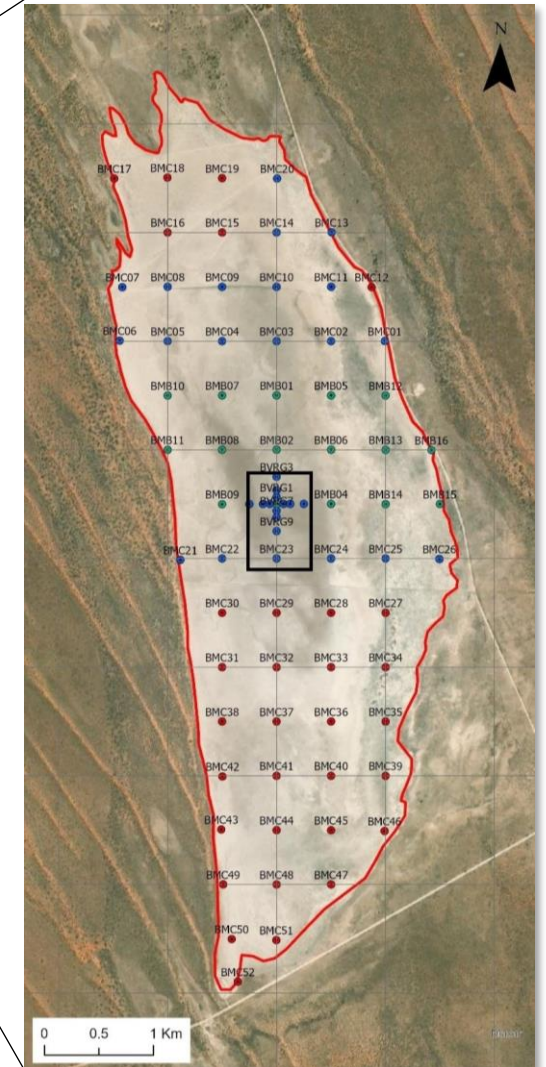 N
BMC17 BMC18 BMC19 BMC20
BMC16 BMC15 BMC14 BMC13
BMC07 BMC08 BMC09 BMC10 BMC11 BMC12
BMC06 BMC05 BMC04 BMC03 BMC02 BMC01
BMB10 BMB07 BMB01 BMB05 BMB12
BMB11 BMB08 BMB02 BMB06 BMB13 BMB16
BVRG3
BVRG1
BMB09 BMB04 BMB14 BMB15
BVRG9
BMC21 BMC22 BMC23 BMC24 BMC25 BMC26
BMC30 BMC29 BMC28 BMC27
BMC31 BMC32 BMC33 BMC34
BMC38 BMC37 BMC36 BMC35
BMC42 BMC41 BMC40 BMC39
BMC43 BMC44 BMC45 BMC46
BMC49 BMC48 BMC47
BMC50 BMC51
BMC52
0 0.5 1 Km